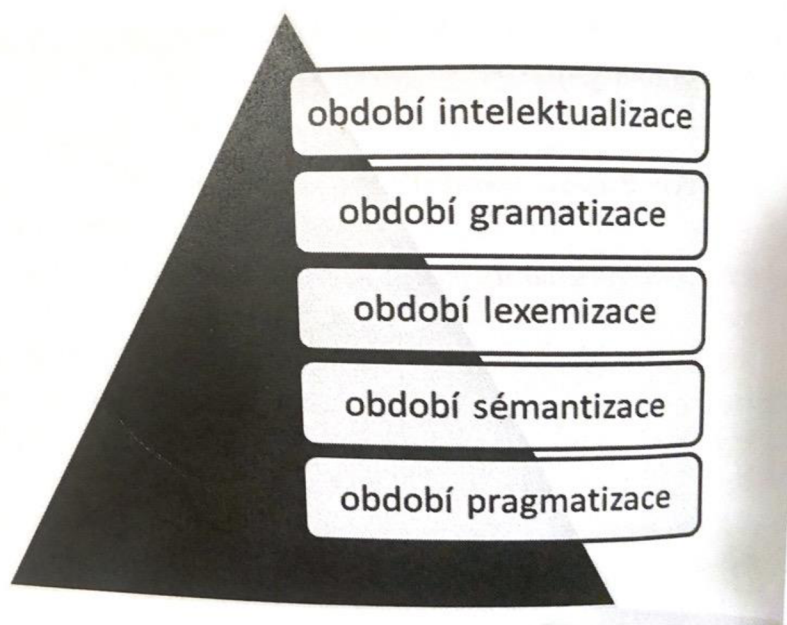 období intelektualizace
období gramatizace
období lexemizace
období sémantizace
období pragmatizace